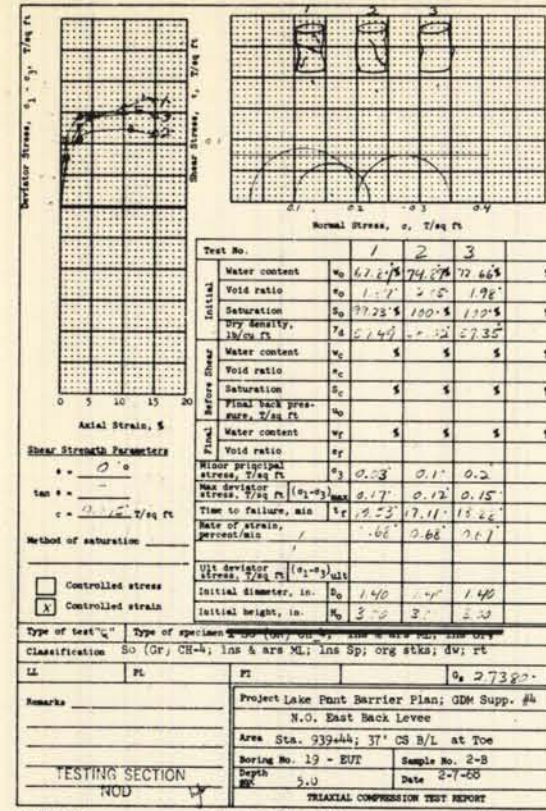 1 2 3
Deviator Stress, σ₁ - σ₃, T/sq ft
Shear Stress, τ, T/sq ft
0.1 0.2 0.3 0.4
Normal Stress, σ, T/sq ft
0 5 10 15 20
Axial Strain, %
Shear Strength Parameters
φ = 0 °
tan φ =
c = T/sq ft
Method of saturation
Controlled stress
X Controlled strain
Test No. 1 2 3
Initial
Water content w₀ % % 72.66%
Void ratio e₀ 1.98
Saturation S₀ % 100 % 100 %
Dry density, lb/cu ft γd
Before Shear
Water content wc % % %
Void ratio ec
Saturation Sc % % %
Final back pressure, T/sq ft u₀
Final
Water content wf % % %
Void ratio ef
Minor principal stress, T/sq ft σ₃ 0.03 0.1 0.2
Max deviator stress, T/sq ft (σ₁-σ₃)max 0.17 0.12 0.15
Time to failure, min tf 17.11
Rate of strain, percent/min 0.68
Ult deviator stress, T/sq ft (σ₁-σ₃)ult
Initial diameter, in. D₀ 1.40 1.40
Initial height, in. H₀
Type of test "Q" Type of specimen
Classification So (Gr) CH-4; lns & ars ML; lns Sp; org stks; dw; rt
LL PL PI Gs 2.738
Remarks
Project Lake Pont Barrier Plan; GDM Supp. #4
N.O. East Back Levee
Area Sta. 939+44; 37' CS B/L at Toe
Boring No. 19 - EUT Sample No. 2-B
Depth 5.0 Date 2-7-68
TESTING SECTION
NOD
TRIAXIAL COMPRESSION TEST REPORT